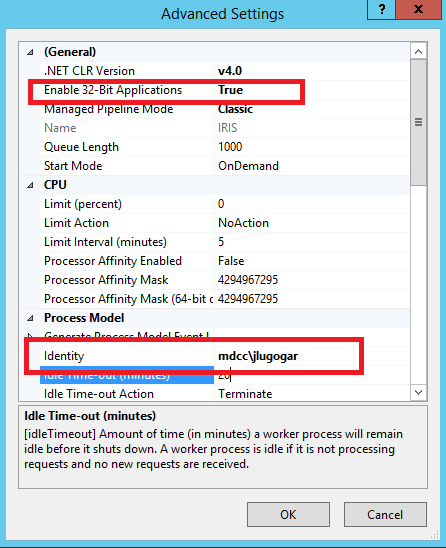 Advanced Settings
? X
(General)
.NET CLR Version v4.0
Enable 32-Bit Applications True
Managed Pipeline Mode Classic
Name IRIS
Queue Length 1000
Start Mode OnDemand
CPU
Limit (percent) 0
Limit Action NoAction
Limit Interval (minutes) 5
Processor Affinity Enabled False
Processor Affinity Mask 4294967295
Processor Affinity Mask (64-bit o 4294967295
Process Model
Generate Process Model Event L
Identity mdcc\jlugogar
Idle Time-out (minutes) 20
Idle Time-out Action Terminate
Idle Time-out (minutes)
[idleTimeout] Amount of time (in minutes) a worker process will remain
idle before it shuts down. A worker process is idle if it is not processing
requests and no new requests are received.
OK Cancel